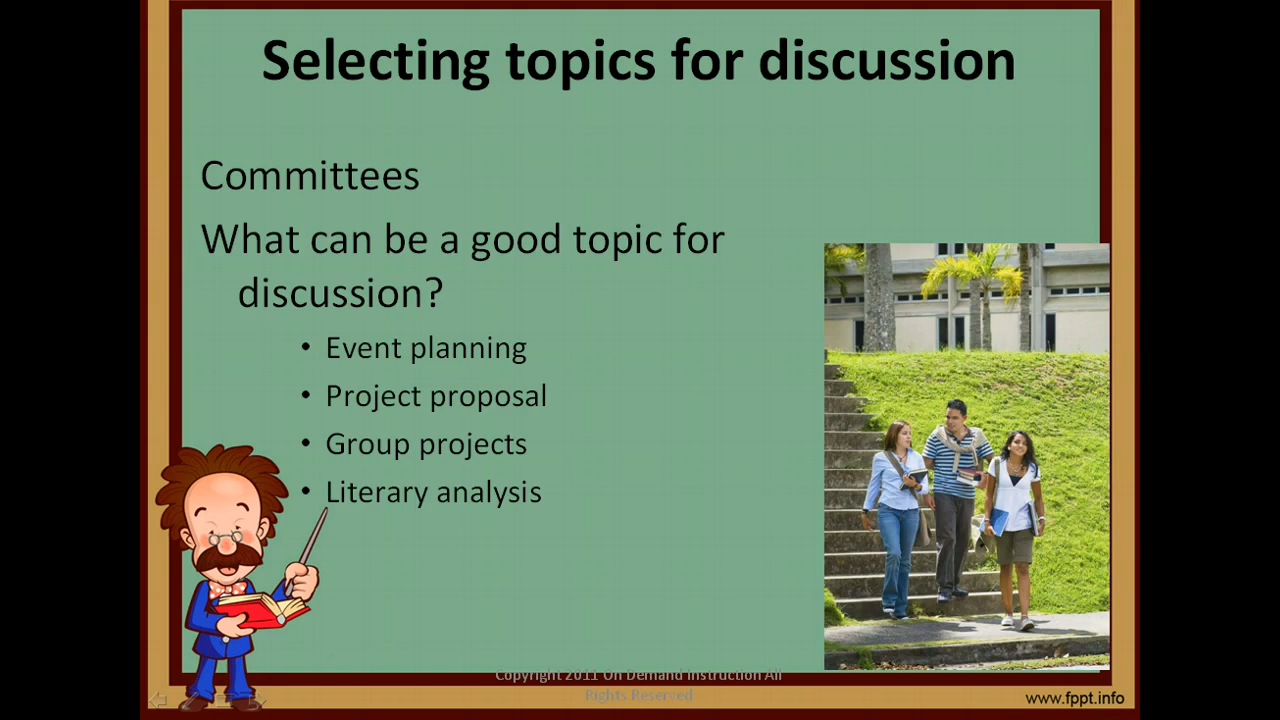 Selecting topics for discussion
Committees
What can be a good topic for
discussion?
• Event planning
• Project proposal
• Group projects
• Literary analysis
Copyright 2011 On Demand Instruction All
Rights Reserved
www.fppt.info